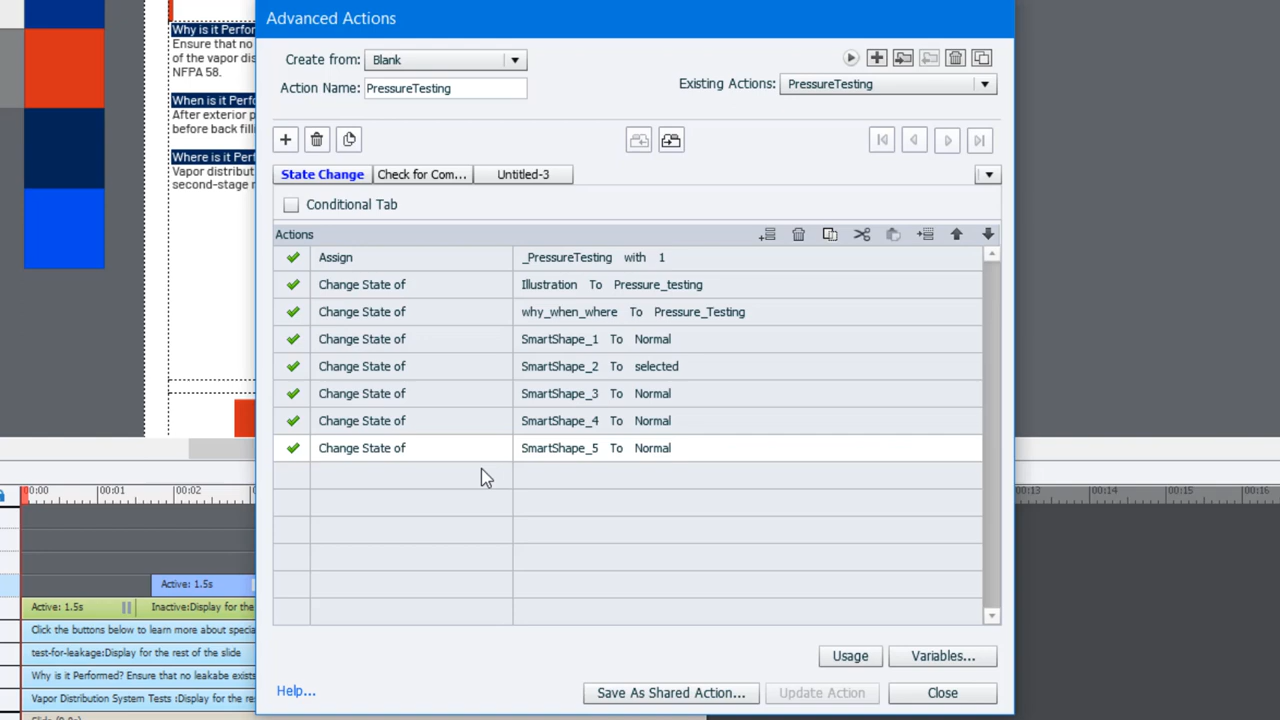 Advanced Actions
Create from: Blank
Action Name: PressureTesting
Existing Actions: PressureTesting
State Change Check for Com... Untitled-3
Conditional Tab
Actions
Assign _PressureTesting with 1
Change State of Illustration To Pressure_testing
Change State of why_when_where To Pressure_Testing
Change State of SmartShape_1 To Normal
Change State of SmartShape_2 To selected
Change State of SmartShape_3 To Normal
Change State of SmartShape_4 To Normal
Change State of SmartShape_5 To Normal
Usage Variables...
Help... Save As Shared Action... Update Action Close
Why is it Perfor
Ensure that no
of the vapor dis
NFPA 58.
When is it Perfo
After exterior p
before back filli
Where is it Perf
Vapor distribut
second-stage r
00:00 00:01 00:02 00:13 00:14 00:15 00:16
Active: 1.5s
Active: 1.5s Inactive:Display for the
Click the buttons below to learn more about specia
test-for-leakage:Display for the rest of the slide
Why is it Performed? Ensure that no leakabe exists
Vapor Distribution System Tests :Display for the re
Slide (9.0s)